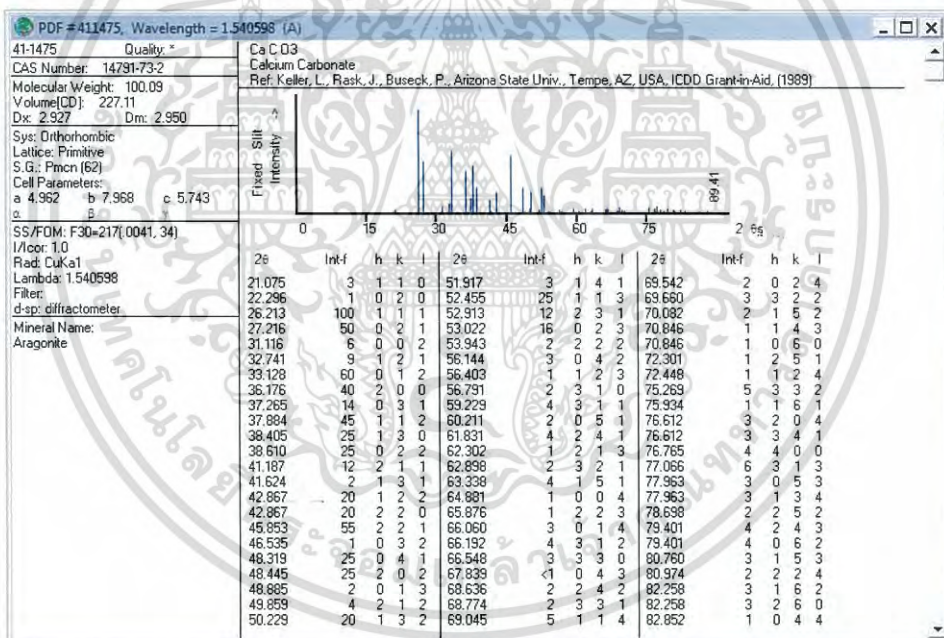 PDF # 411475, Wavelength = 1.540598 (A)
41-1475 Quality: *
CAS Number: 14791-73-2
Molecular Weight: 100.09
Volume[CD]: 227.11
Dx: 2.927 Dm: 2.950
Sys: Orthorhombic
Lattice: Primitive
S.G.: Pmcn (62)
Cell Parameters:
a 4.962 b 7.968 c 5.743
α β γ
SS/FOM: F30=217(.0041, 34)
I/Icor: 1.0
Rad: CuKa1
Lambda: 1.540598
Filter:
d-sp: diffractometer
Mineral Name:
Aragonite
Ca C O3
Calcium Carbonate
Ref: Keller, L., Rask, J., Buseck, P., Arizona State Univ., Tempe, AZ, USA, ICDD Grant-in-Aid, (1989)
Fixed Slit
Intensity ->
89.41
0 15 30 45 60 75 2 θ§
2θ Int-f h k l 2θ Int-f h k l 2θ Int-f h k l
21.075 3 1 1 0 51.917 3 1 4 1 69.542 2 0 2 4
22.296 1 0 2 0 52.455 25 1 1 3 69.660 3 3 2 2
26.213 100 1 1 1 52.913 12 2 3 1 70.082 2 1 5 2
27.216 50 0 2 1 53.022 16 0 2 3 70.846 1 1 4 3
31.116 6 0 0 2 53.943 2 2 2 2 70.846 1 0 6 0
32.741 9 1 2 1 56.144 3 0 4 2 72.301 1 2 5 1
33.128 60 0 1 2 56.403 1 1 2 3 72.448 1 1 2 4
36.176 40 2 0 0 56.791 2 3 1 0 75.269 5 3 3 2
37.265 14 0 3 1 59.229 4 3 1 1 75.934 1 1 6 1
37.884 45 1 1 2 60.211 2 0 5 1 76.612 3 2 0 4
38.405 25 1 3 0 61.831 4 2 4 1 76.612 3 3 4 1
38.610 25 0 2 2 62.302 1 2 1 3 76.765 4 4 0 0
41.187 12 2 1 1 62.898 2 3 2 1 77.066 6 3 1 3
41.624 2 1 3 1 63.338 4 1 5 1 77.963 3 0 5 3
42.867 20 1 2 2 64.881 1 0 0 4 77.963 3 1 3 4
42.867 20 2 2 0 65.876 1 2 2 3 78.698 2 2 5 2
45.853 55 2 2 1 66.060 3 0 1 4 79.401 4 2 4 3
46.535 1 0 3 2 66.192 4 3 1 2 79.401 4 0 6 2
48.319 25 0 4 1 66.548 3 3 3 0 80.760 3 1 5 3
48.445 25 2 0 2 67.839 <1 0 4 3 80.974 2 2 2 4
48.885 2 0 1 3 68.636 2 2 4 2 82.258 3 1 6 2
49.859 4 2 1 2 68.774 2 3 3 1 82.258 3 2 6 0
50.229 20 1 3 2 69.045 5 1 1 4 82.852 1 0 4 4